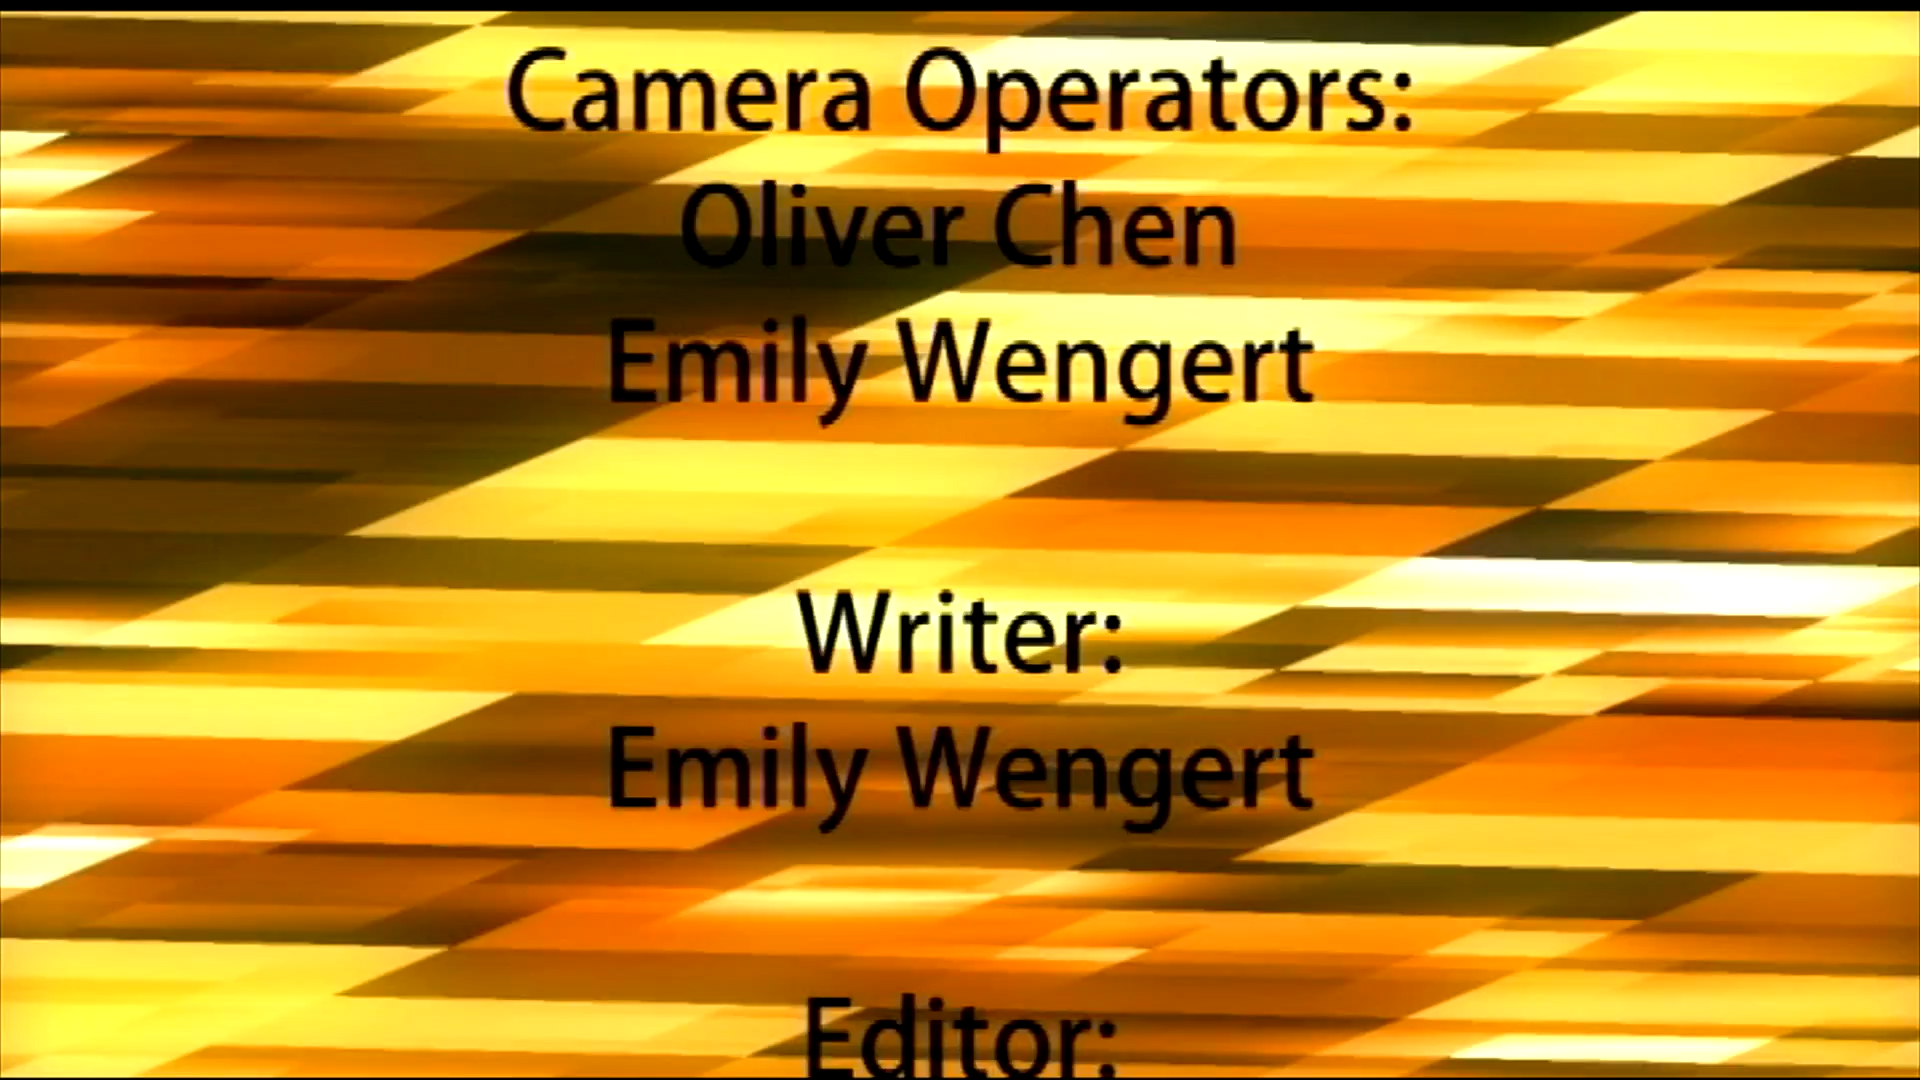 Camera Operators:
Oliver Chen
Emily Wengert
Writer:
Emily Wengert
Editor: